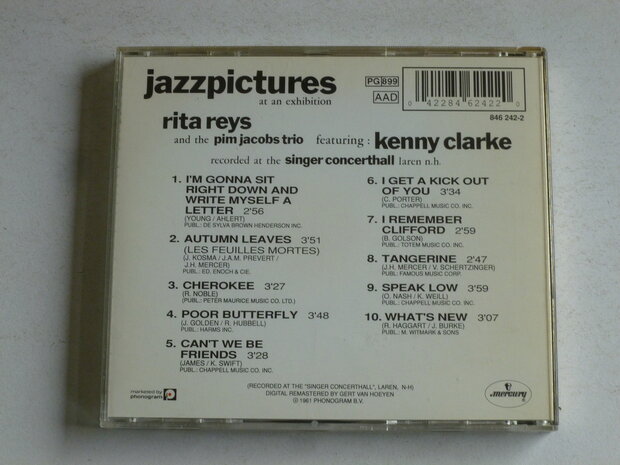 jazzpictures
at an exhibition
PG 899
AAD
0 42284 62422 0
846 242-2
rita reys
and the pim jacobs trio featuring : kenny clarke
recorded at the singer concerthall laren n.h.
1. I'M GONNA SIT
RIGHT DOWN AND
WRITE MYSELF A
LETTER 2'56
(YOUNG / AHLERT)
PUBL.: DE SYLVA BROWN HENDERSON INC.
2. AUTUMN LEAVES 3'51
(LES FEUILLES MORTES)
(J. KOSMA / J.A.M. PREVERT /
J.H. MERCER)
PUBL.: ED. ENOCH & CIE.
3. CHEROKEE 3'27
(R. NOBLE)
(PUBL.: PETER MAURICE MUSIC CO. LTD.)
4. POOR BUTTERFLY 3'48
(J. GOLDEN / R. HUBBELL)
PUBL.: HARMS INC.
5. CAN'T WE BE
FRIENDS 3'28
(JAMES / K. SWIFT)
PUBL.: CHAPPELL MUSIC CO. INC.
6. I GET A KICK OUT
OF YOU 3'34
(C. PORTER)
PUBL.: CHAPPELL MUSIC CO. INC.
7. I REMEMBER
CLIFFORD 2'59
(B. GOLSON)
PUBL.: TOTEM MUSIC CO. INC.
8. TANGERINE 2'47
(J.H. MERCER / V. SCHERTZINGER)
PUBL.: FAMOUS MUSIC CORP.
9. SPEAK LOW 3'59
(O. NASH / K. WEILL)
PUBL.: CHAPPELL MUSIC CO. INC.
10. WHAT'S NEW 3'07
(R. HAGGART / J. BURKE)
PUBL.: M. WITMARK & SONS
marketed by
phonogram
(RECORDED AT THE "SINGER CONCERTHALL", LAREN, N-H)
DIGITAL REMASTERED BY GERT VAN HOEYEN
℗ 1961 PHONOGRAM B.V.
mercury